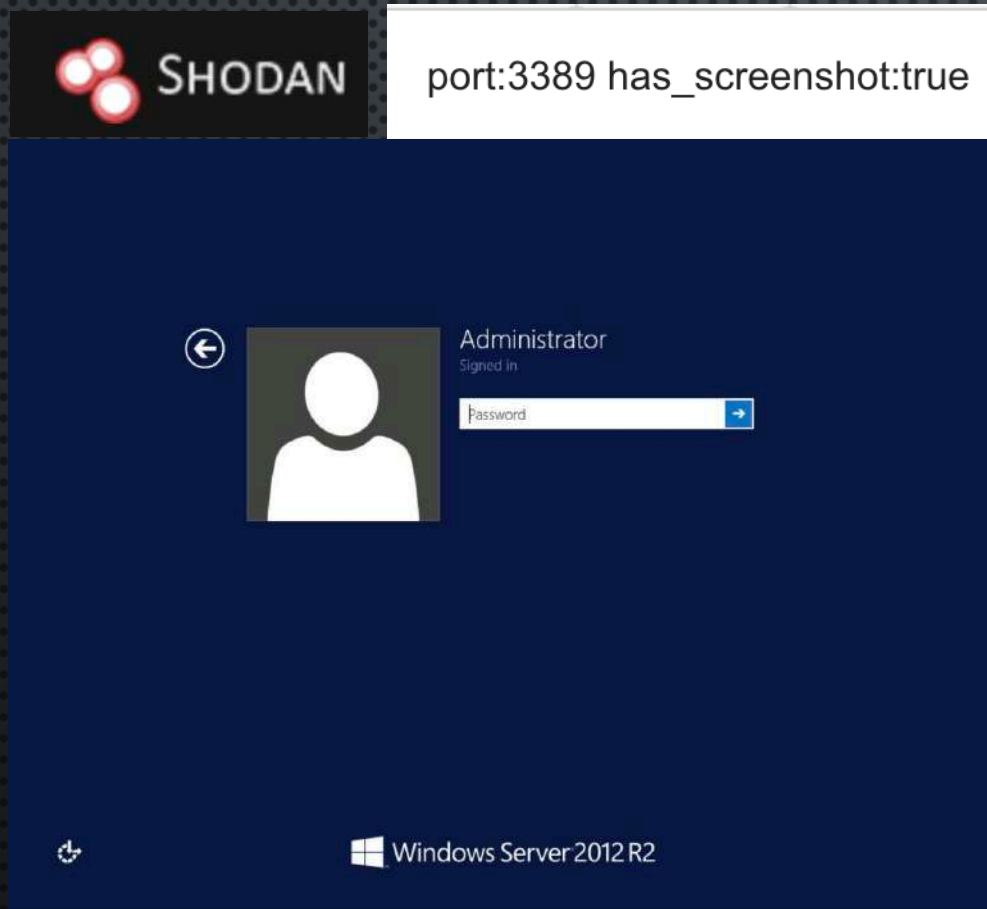 SHODAN
port:3389 has_screenshot:true
Administrator
Signed in
Password
Windows Server 2012 R2